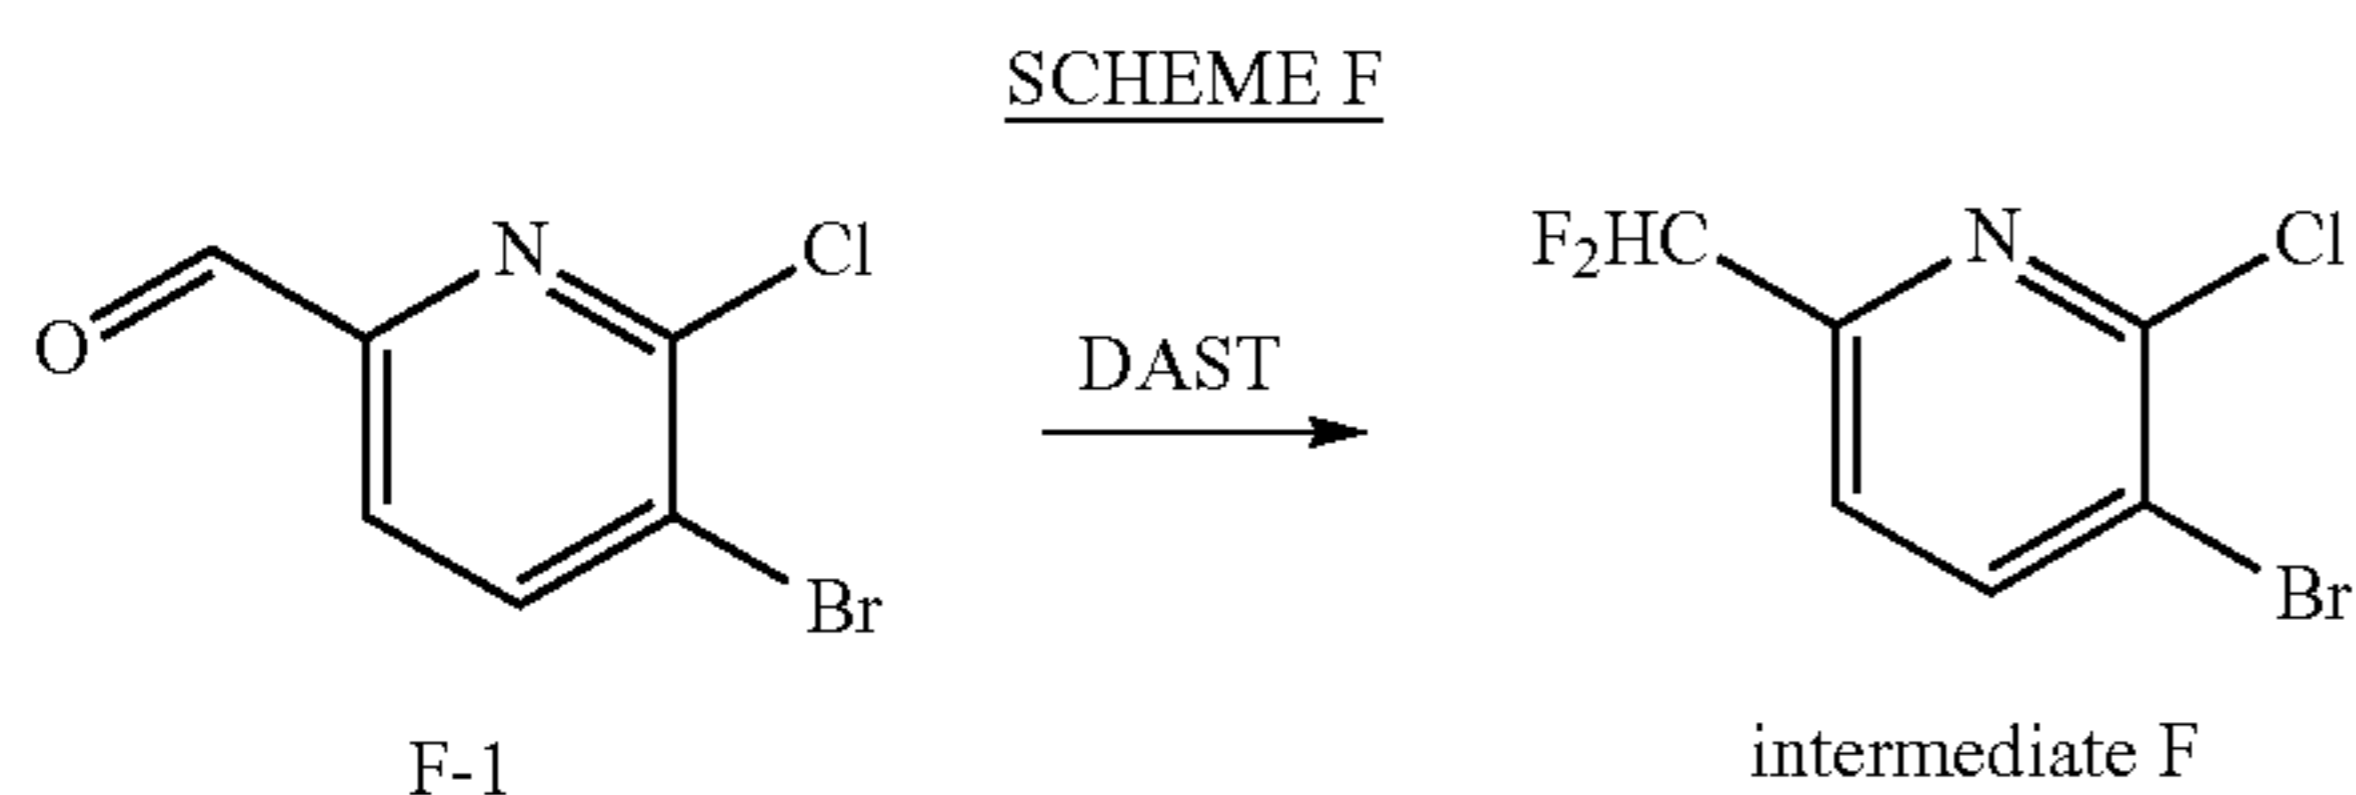 SCHEME F
O
N
Cl
Br
F-1
DAST
F₂HC
N
Cl
Br
intermediate F